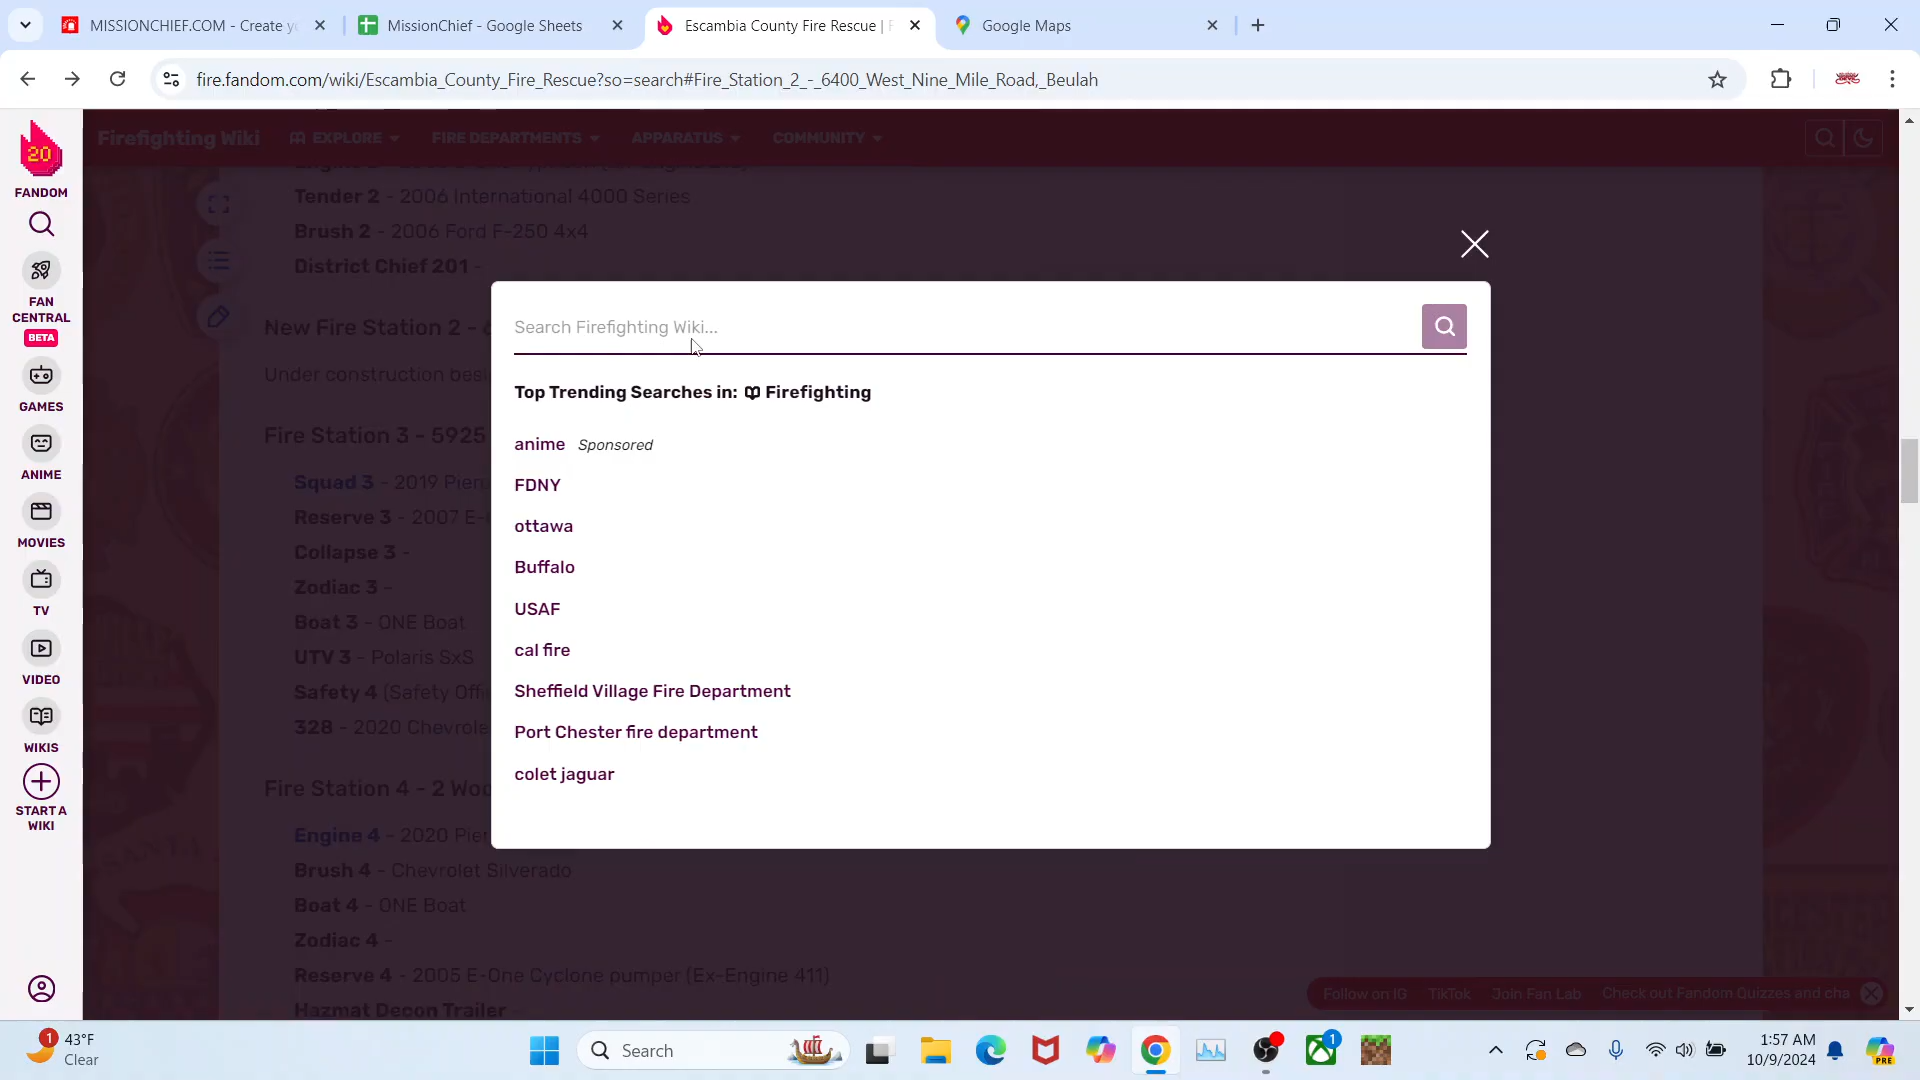 MISSIONCHIEF.COM - Create yo
MissionChief - Google Sheets
Escambia County Fire Rescue | F
Google Maps
fire.fandom.com/wiki/Escambia_County_Fire_Rescue?so=search#Fire_Station_2_-_6400_West_Nine_Mile_Road,_Beulah
Firefighting Wiki
EXPLORE
FIRE DEPARTMENTS
APPARATUS
COMMUNITY
20
FANDOM
FAN CENTRAL
BETA
GAMES
ANIME
MOVIES
TV
VIDEO
WIKIS
START A WIKI
Tender 2 - 2006 International 4000 Series
Brush 2 - 2006 Ford F-250 4x4
District Chief 201 -
New Fire Station 2 -
Under construction besi
Fire Station 3 - 5925
Squad 3 - 2019 Pier
Reserve 3 - 2007 E-
Collapse 3 -
Zodiac 3 -
Boat 3 - ONE Boat
UTV 3 - Polaris SxS
Safety 4 (Safety Offi
328 - 2020 Chevrole
Fire Station 4 - 2 Woo
Engine 4 - 2020 Pier
Brush 4 - Chevrolet Silverado
Boat 4 - ONE Boat
Zodiac 4 -
Reserve 4 - 2005 E-One Cyclone pumper (Ex-Engine 411)
Hazmat Decon Trailer -
Search Firefighting Wiki...
Top Trending Searches in: Firefighting
anime Sponsored
FDNY
ottawa
Buffalo
USAF
cal fire
Sheffield Village Fire Department
Port Chester fire department
colet jaguar
Follow on IG TikTok Join Fan Lab Check out Fandom Quizzes and cha
1
43°F
Clear
Search
1
1:57 AM
10/9/2024
PRE